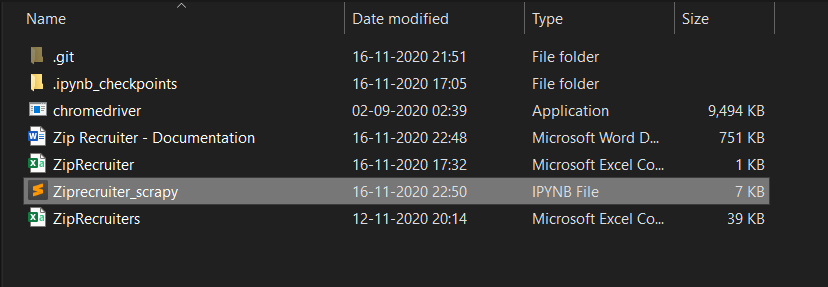 Name Date modified Type Size
.git 16-11-2020 21:51 File folder
.ipynb_checkpoints 16-11-2020 17:05 File folder
chromedriver 02-09-2020 02:39 Application 9,494 KB
Zip Recruiter - Documentation 16-11-2020 22:48 Microsoft Word D... 751 KB
ZipRecruiter 16-11-2020 17:32 Microsoft Excel Co... 1 KB
Ziprecruiter_scrapy 16-11-2020 22:50 IPYNB File 7 KB
ZipRecruiters 12-11-2020 20:14 Microsoft Excel Co... 39 KB